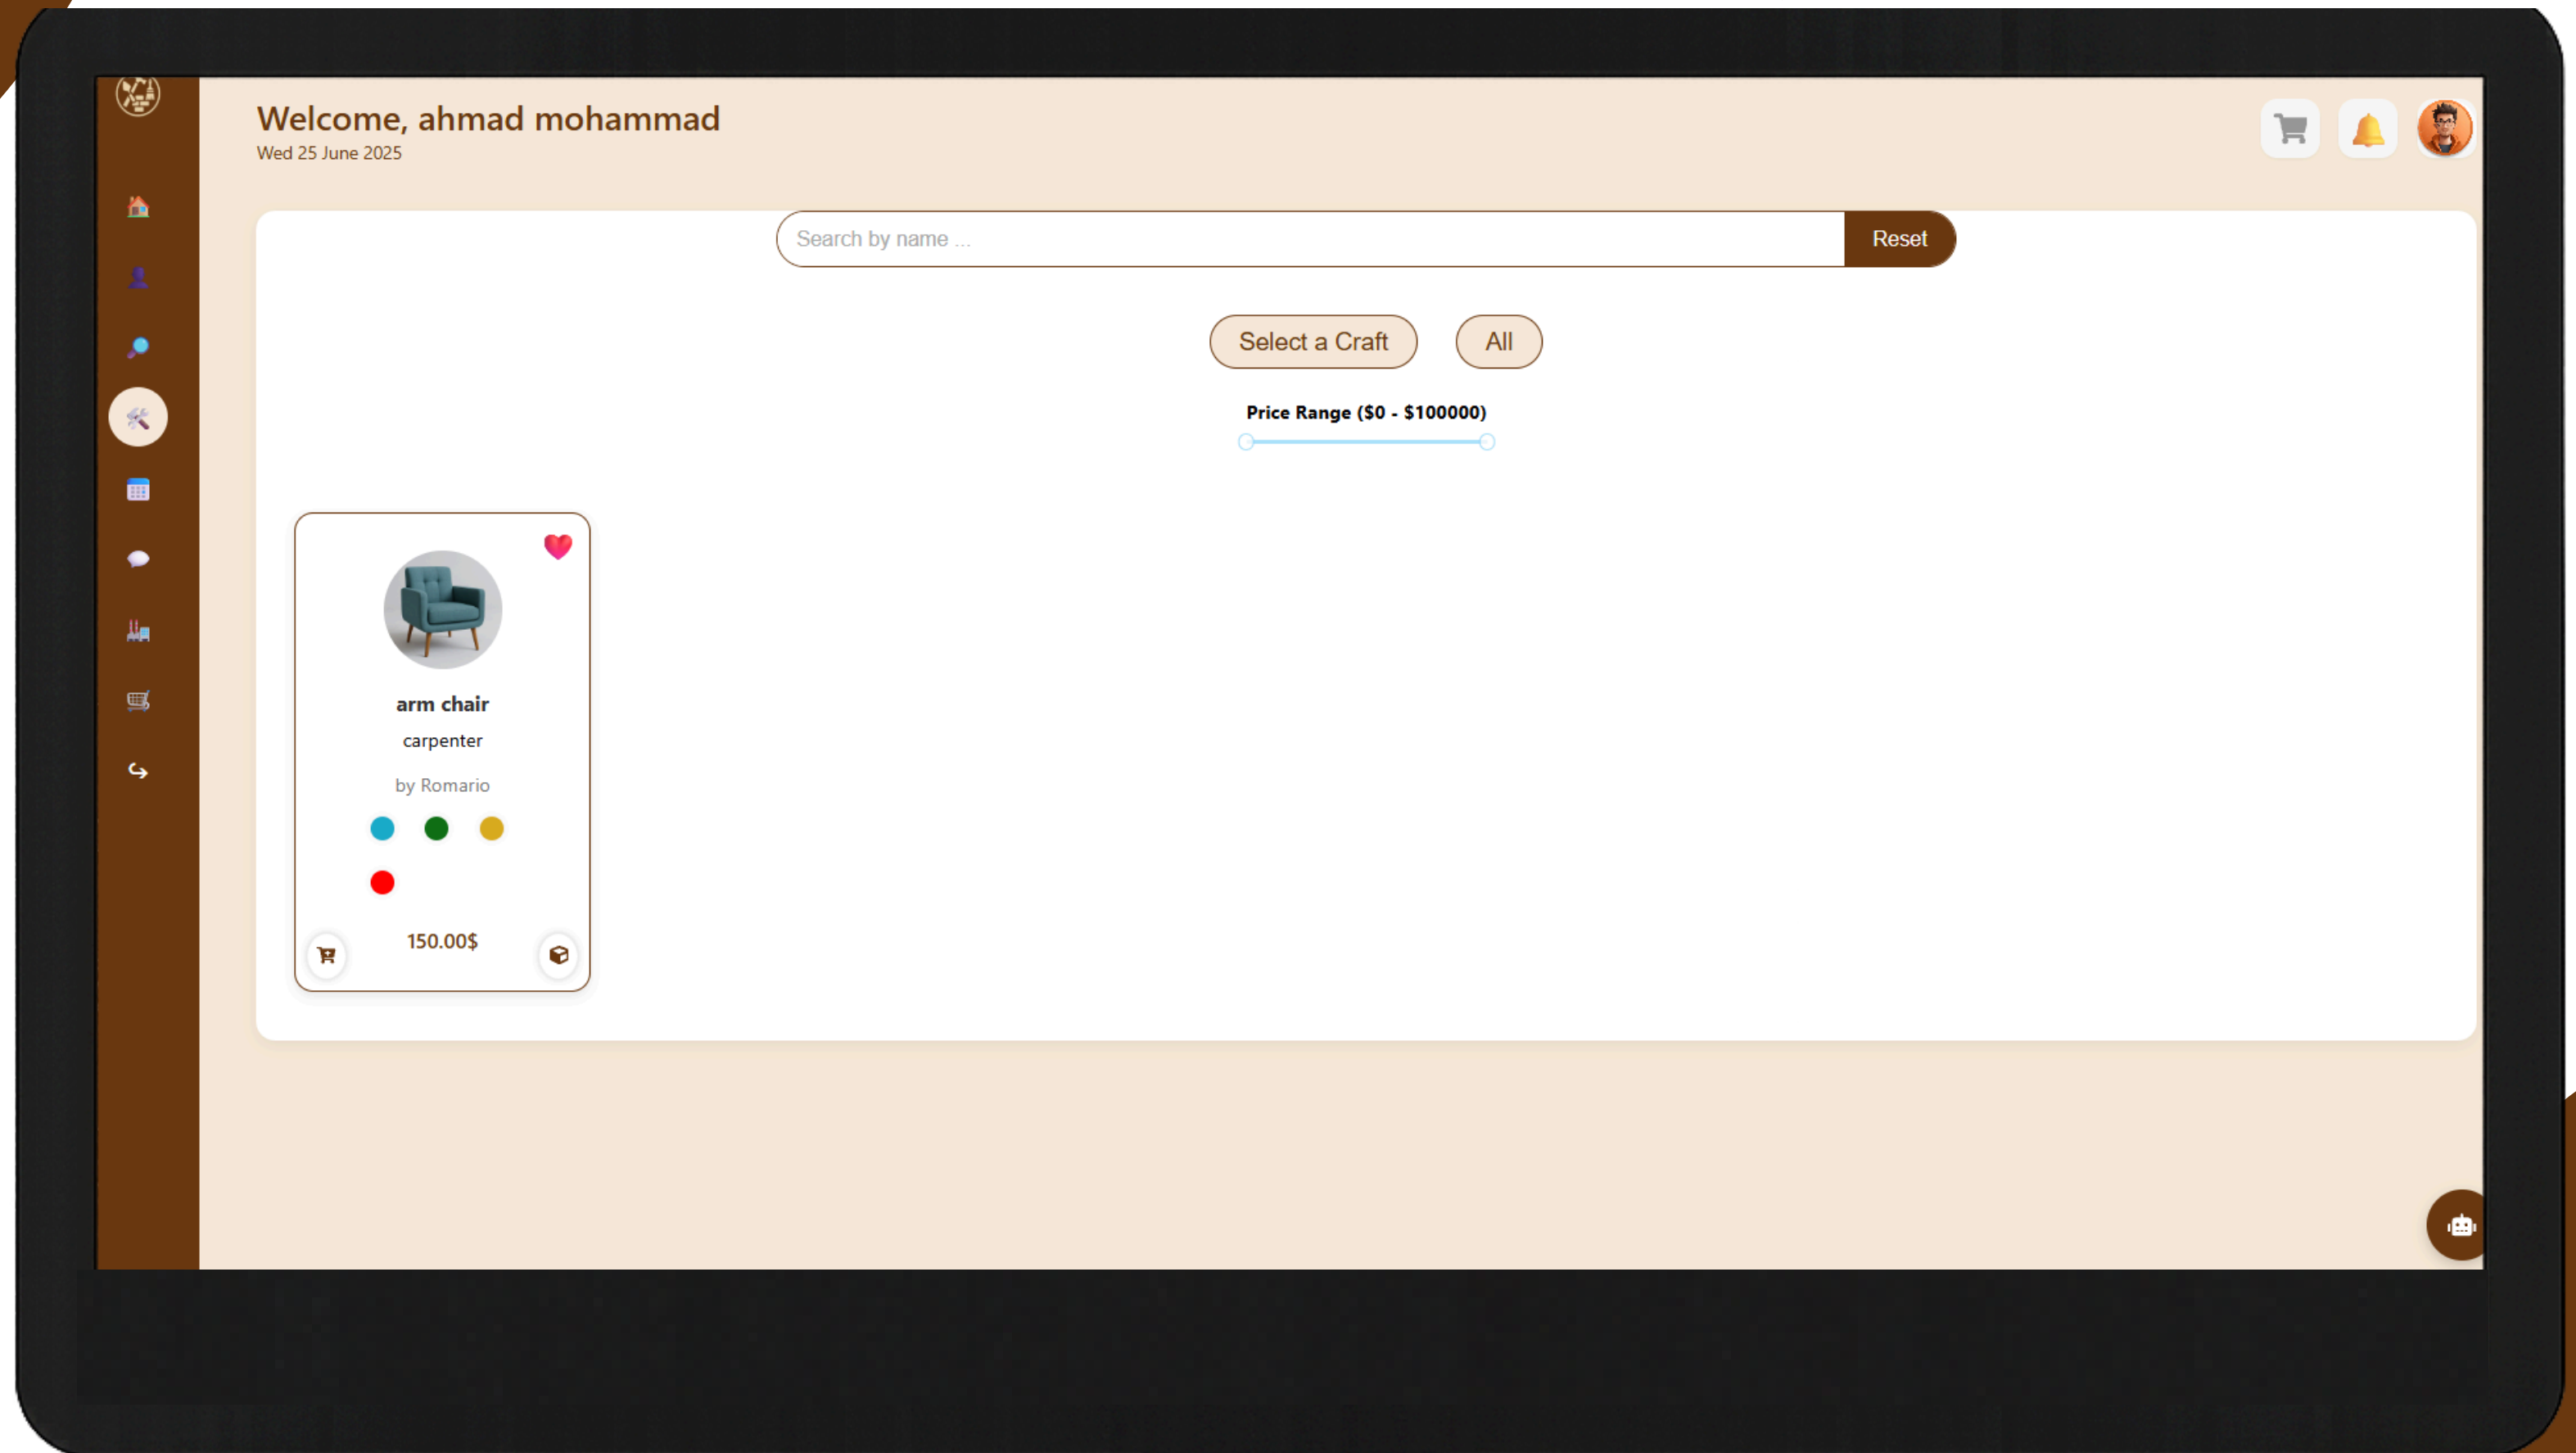 Welcome, ahmad mohammad
Wed 25 June 2025
Search by name ...
Reset
Select a Craft
All
Price Range ($0 - $100000)
arm chair
carpenter
by Romario
150.00$